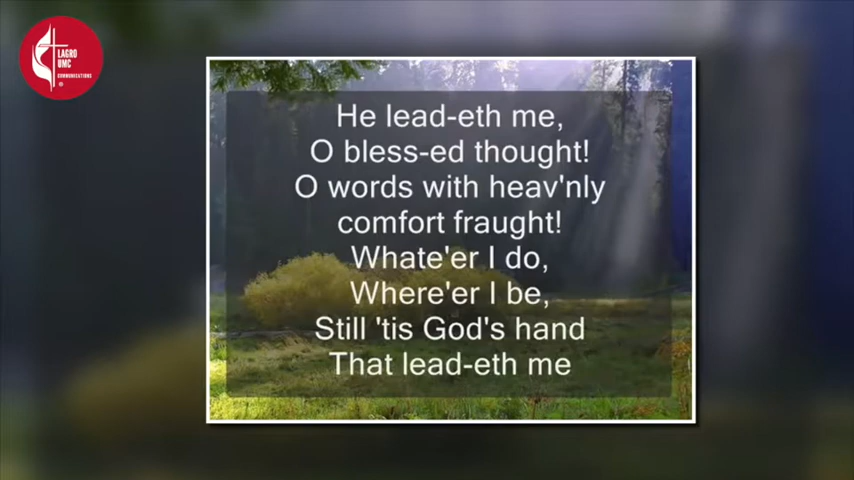 LAGRO
UMC
COMMUNICATIONS
He lead-eth me,
O bless-ed thought!
O words with heav'nly
comfort fraught!
Whate'er I do,
Where'er I be,
Still 'tis God's hand
That lead-eth me